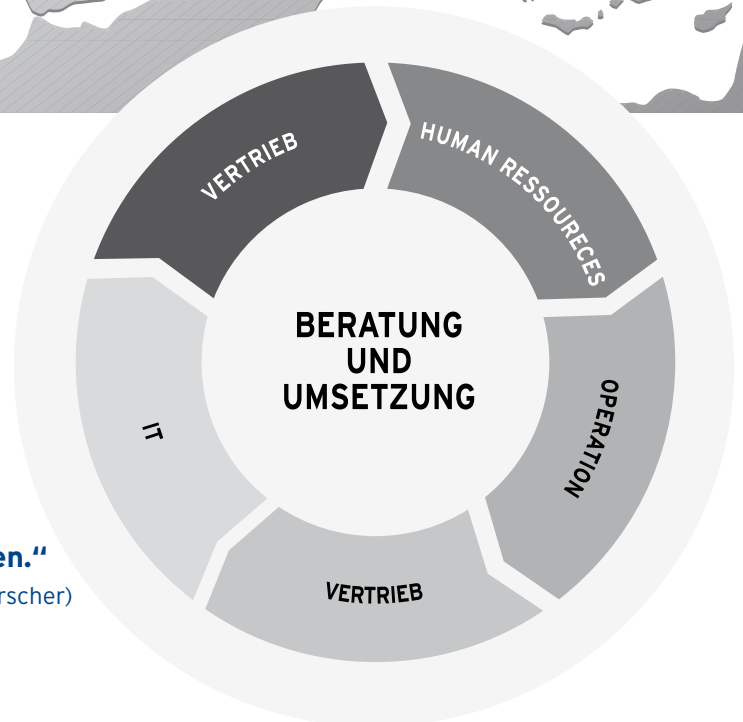 VERTRIEB
HUMAN RESSOURECES
BERATUNG
UND
UMSETZUNG
OPERATION
IT
VERTRIEB
en.“
rscher)